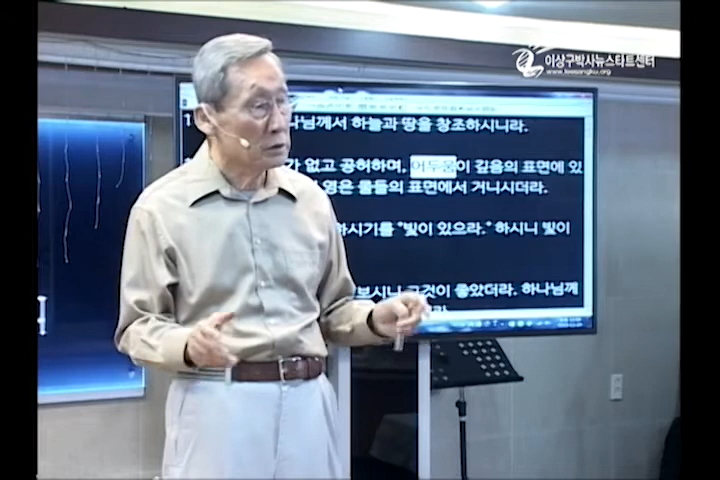 이상구박사뉴스타트센터
www.leesangku.org
나님께서 하늘과 땅을 창조하시니라.
가 없고 공허하며, 어두움이 깊음의 표면에 있
영은 물들의 표면에서 거니시더라.
하시기를 "빛이 있으라." 하시니 빛이
보시니 그것이 좋았더라. 하나님께